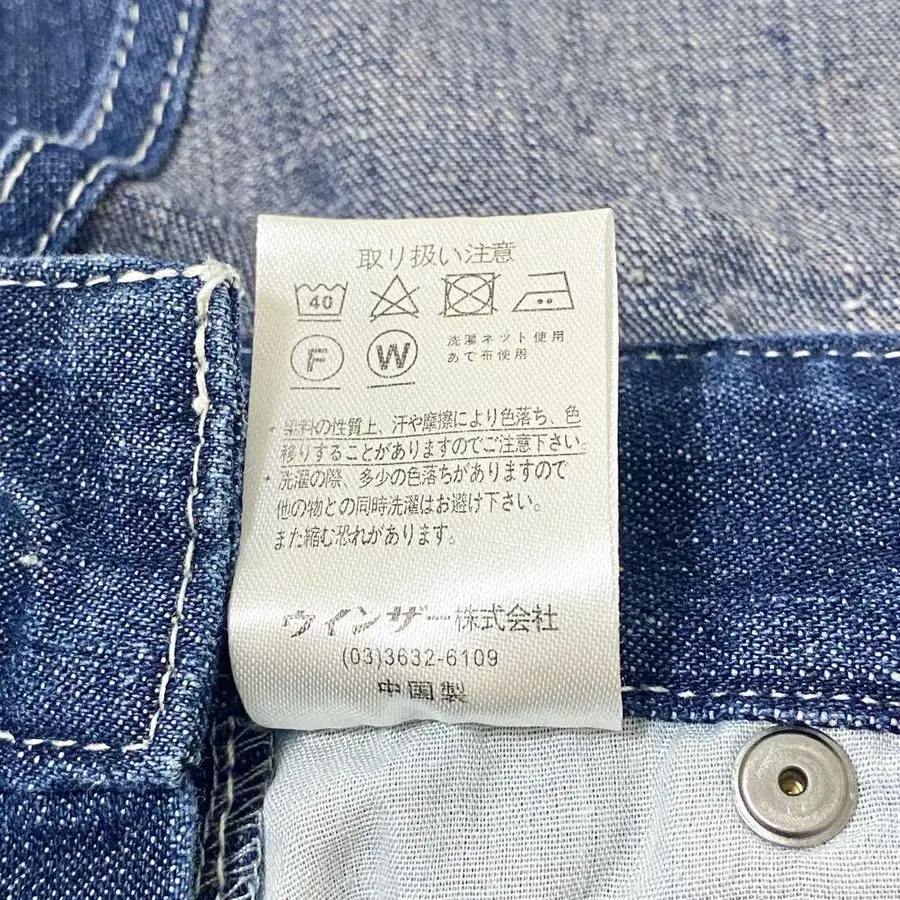 取り扱い注意
40
F W 洗濯ネット使用
あて布使用
・染料の性質上、汗や摩擦により色落ち、色
移りすることがありますのでご注意下さい。
・洗濯の際、多少の色落ちがありますので
他の物との同時洗濯はお避け下さい。
また縮む恐れがあります。
ウインザー株式会社
(03)3632-6109
中国製